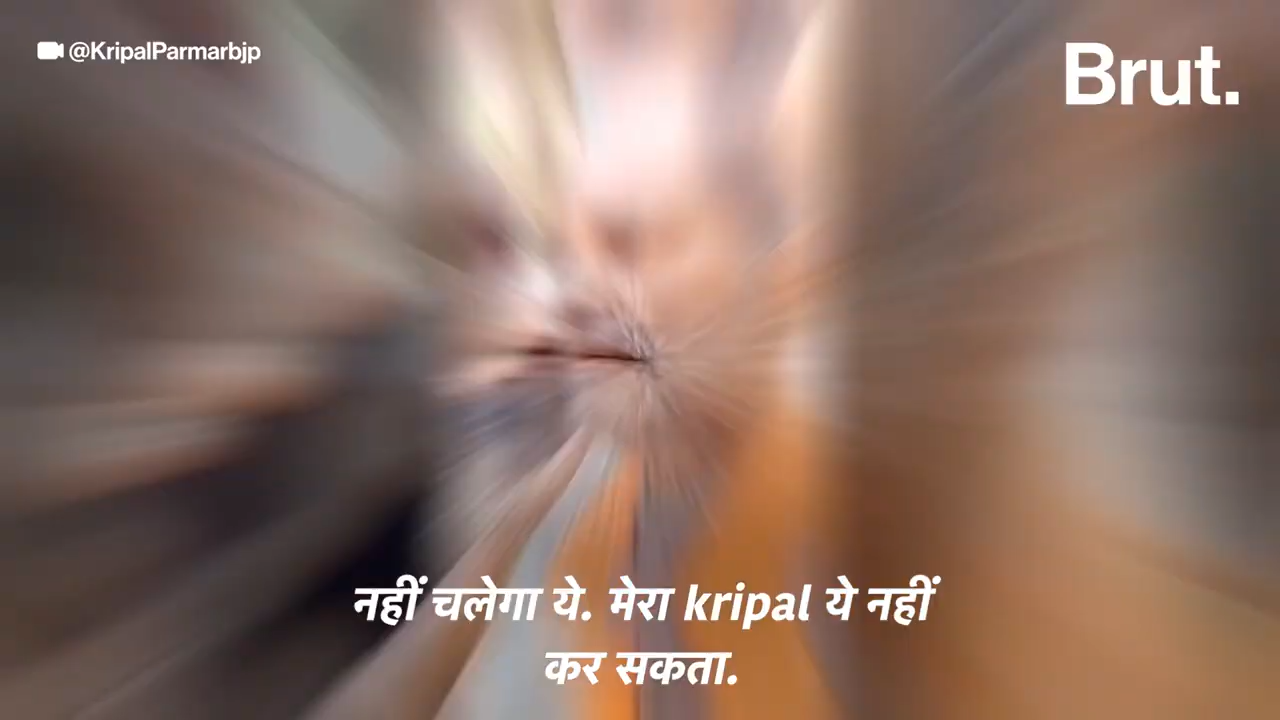 @KripalParmarbjp
Brut.
नहीं चलेगा ये. मेरा kripal ये नहीं
कर सकता.